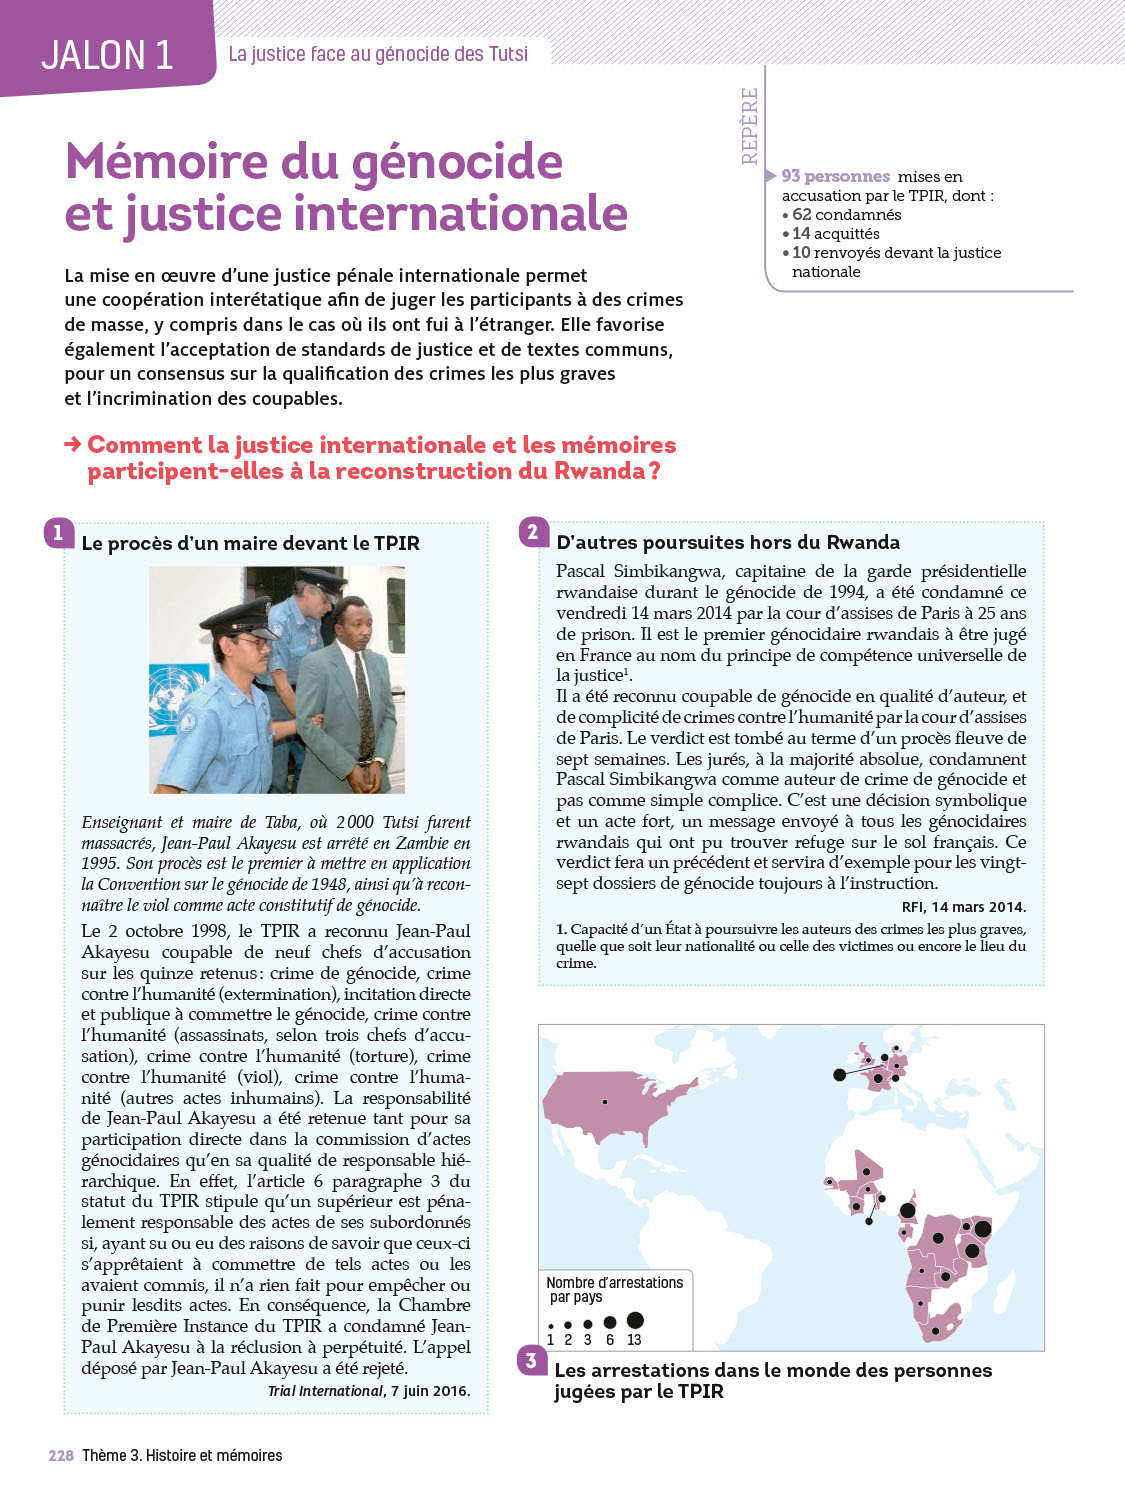 JALON 1
La justice face au génocide des Tutsi
REPÈRE
93 personnes mises en
accusation par le TPIR, dont :
• 62 condamnés
• 14 acquittés
• 10 renvoyés devant la justice
nationale
Mémoire du génocide
et justice internationale
La mise en œuvre d’une justice pénale internationale permet
une coopération interétatique afin de juger les participants à des crimes
de masse, y compris dans le cas où ils ont fui à l’étranger. Elle favorise
également l’acceptation de standards de justice et de textes communs,
pour un consensus sur la qualification des crimes les plus graves
et l’incrimination des coupables.
→ Comment la justice internationale et les mémoires
participent-elles à la reconstruction du Rwanda ?
1
Le procès d’un maire devant le TPIR
Enseignant et maire de Taba, où 2 000 Tutsi furent
massacrés, Jean-Paul Akayesu est arrêté en Zambie en
1995. Son procès est le premier à mettre en application
la Convention sur le génocide de 1948, ainsi qu’à recon-
naître le viol comme acte constitutif de génocide.
Le 2 octobre 1998, le TPIR a reconnu Jean-Paul
Akayesu coupable de neuf chefs d’accusation
sur les quinze retenus : crime de génocide, crime
contre l’humanité (extermination), incitation directe
et publique à commettre le génocide, crime contre
l’humanité (assassinats, selon trois chefs d’accu-
sation), crime contre l’humanité (torture), crime
contre l’humanité (viol), crime contre l’huma-
nité (autres actes inhumains). La responsabilité
de Jean-Paul Akayesu a été retenue tant pour sa
participation directe dans la commission d’actes
génocidaires qu’en sa qualité de responsable hié-
rarchique. En effet, l’article 6 paragraphe 3 du
statut du TPIR stipule qu’un supérieur est péna-
lement responsable des actes de ses subordonnés
si, ayant su ou eu des raisons de savoir que ceux-ci
s’apprêtaient à commettre de tels actes ou les
avaient commis, il n’a rien fait pour empêcher ou
punir lesdits actes. En conséquence, la Chambre
de Première Instance du TPIR a condamné Jean-
Paul Akayesu à la réclusion à perpétuité. L’appel
déposé par Jean-Paul Akayesu a été rejeté.
Trial International, 7 juin 2016.
2
D’autres poursuites hors du Rwanda
Pascal Simbikangwa, capitaine de la garde présidentielle
rwandaise durant le génocide de 1994, a été condamné ce
vendredi 14 mars 2014 par la cour d’assises de Paris à 25 ans
de prison. Il est le premier génocidaire rwandais à être jugé
en France au nom du principe de compétence universelle de
la justice¹.
Il a été reconnu coupable de génocide en qualité d’auteur, et
de complicité de crimes contre l’humanité par la cour d’assises
de Paris. Le verdict est tombé au terme d’un procès fleuve de
sept semaines. Les jurés, à la majorité absolue, condamnent
Pascal Simbikangwa comme auteur de crime de génocide et
pas comme simple complice. C’est une décision symbolique
et un acte fort, un message envoyé à tous les génocidaires
rwandais qui ont pu trouver refuge sur le sol français. Ce
verdict fera un précédent et servira d’exemple pour les vingt-
sept dossiers de génocide toujours à l’instruction.
RFI, 14 mars 2014.
1. Capacité d’un État à poursuivre les auteurs des crimes les plus graves,
quelle que soit leur nationalité ou celle des victimes ou encore le lieu du
crime.
Nombre d’arrestations
par pays
1 2 3 6 13
3
Les arrestations dans le monde des personnes
jugées par le TPIR
228 Thème 3. Histoire et mémoires